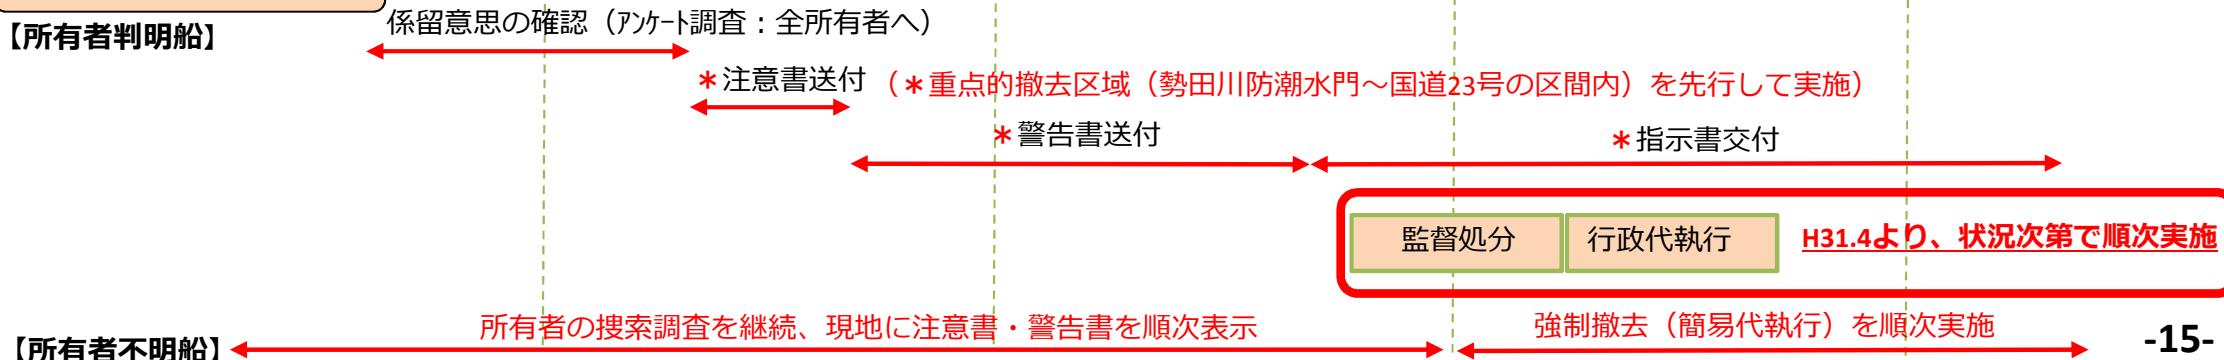 係留意思の確認（ｱﾝｹｰﾄ調査：全所有者へ）
【所有者判明船】
＊注意書送付（＊重点的撤去区域（勢田川防潮水門～国道23号の区間内）を先行して実施）
＊警告書送付
＊指示書交付
監督処分
行政代執行
H31.4より、状況次第で順次実施
所有者の捜索調査を継続、現地に注意書・警告書を順次表示
強制撤去（簡易代執行）を順次実施
【所有者不明船】
-15-